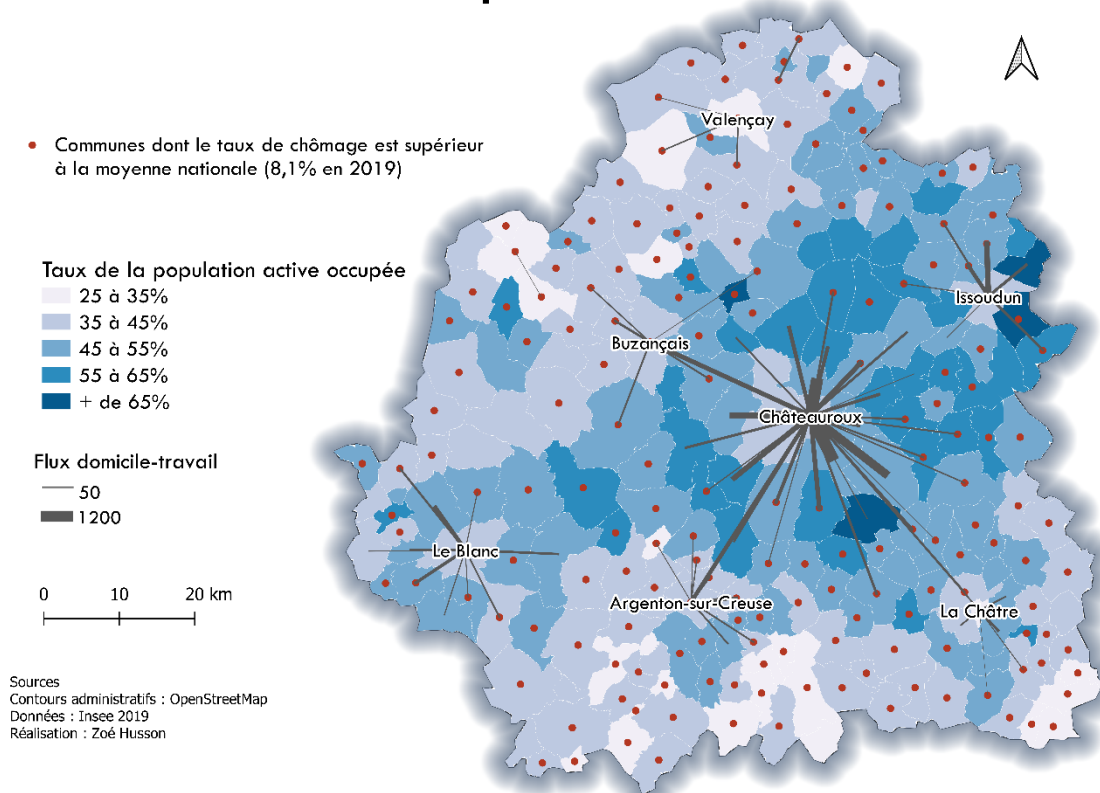 Communes dont le taux de chômage est supérieur
à la moyenne nationale (8,1% en 2019)
Taux de la population active occupée
25 à 35%
35 à 45%
45 à 55%
55 à 65%
+ de 65%
Flux domicile-travail
50
1200
0 10 20 km
Sources
Contours administratifs : OpenStreetMap
Données : Insee 2019
Réalisation : Zoé Husson
Valençay
Issoudun
Buzançais
Châteauroux
Le Blanc
Argenton-sur-Creuse
La Châtre